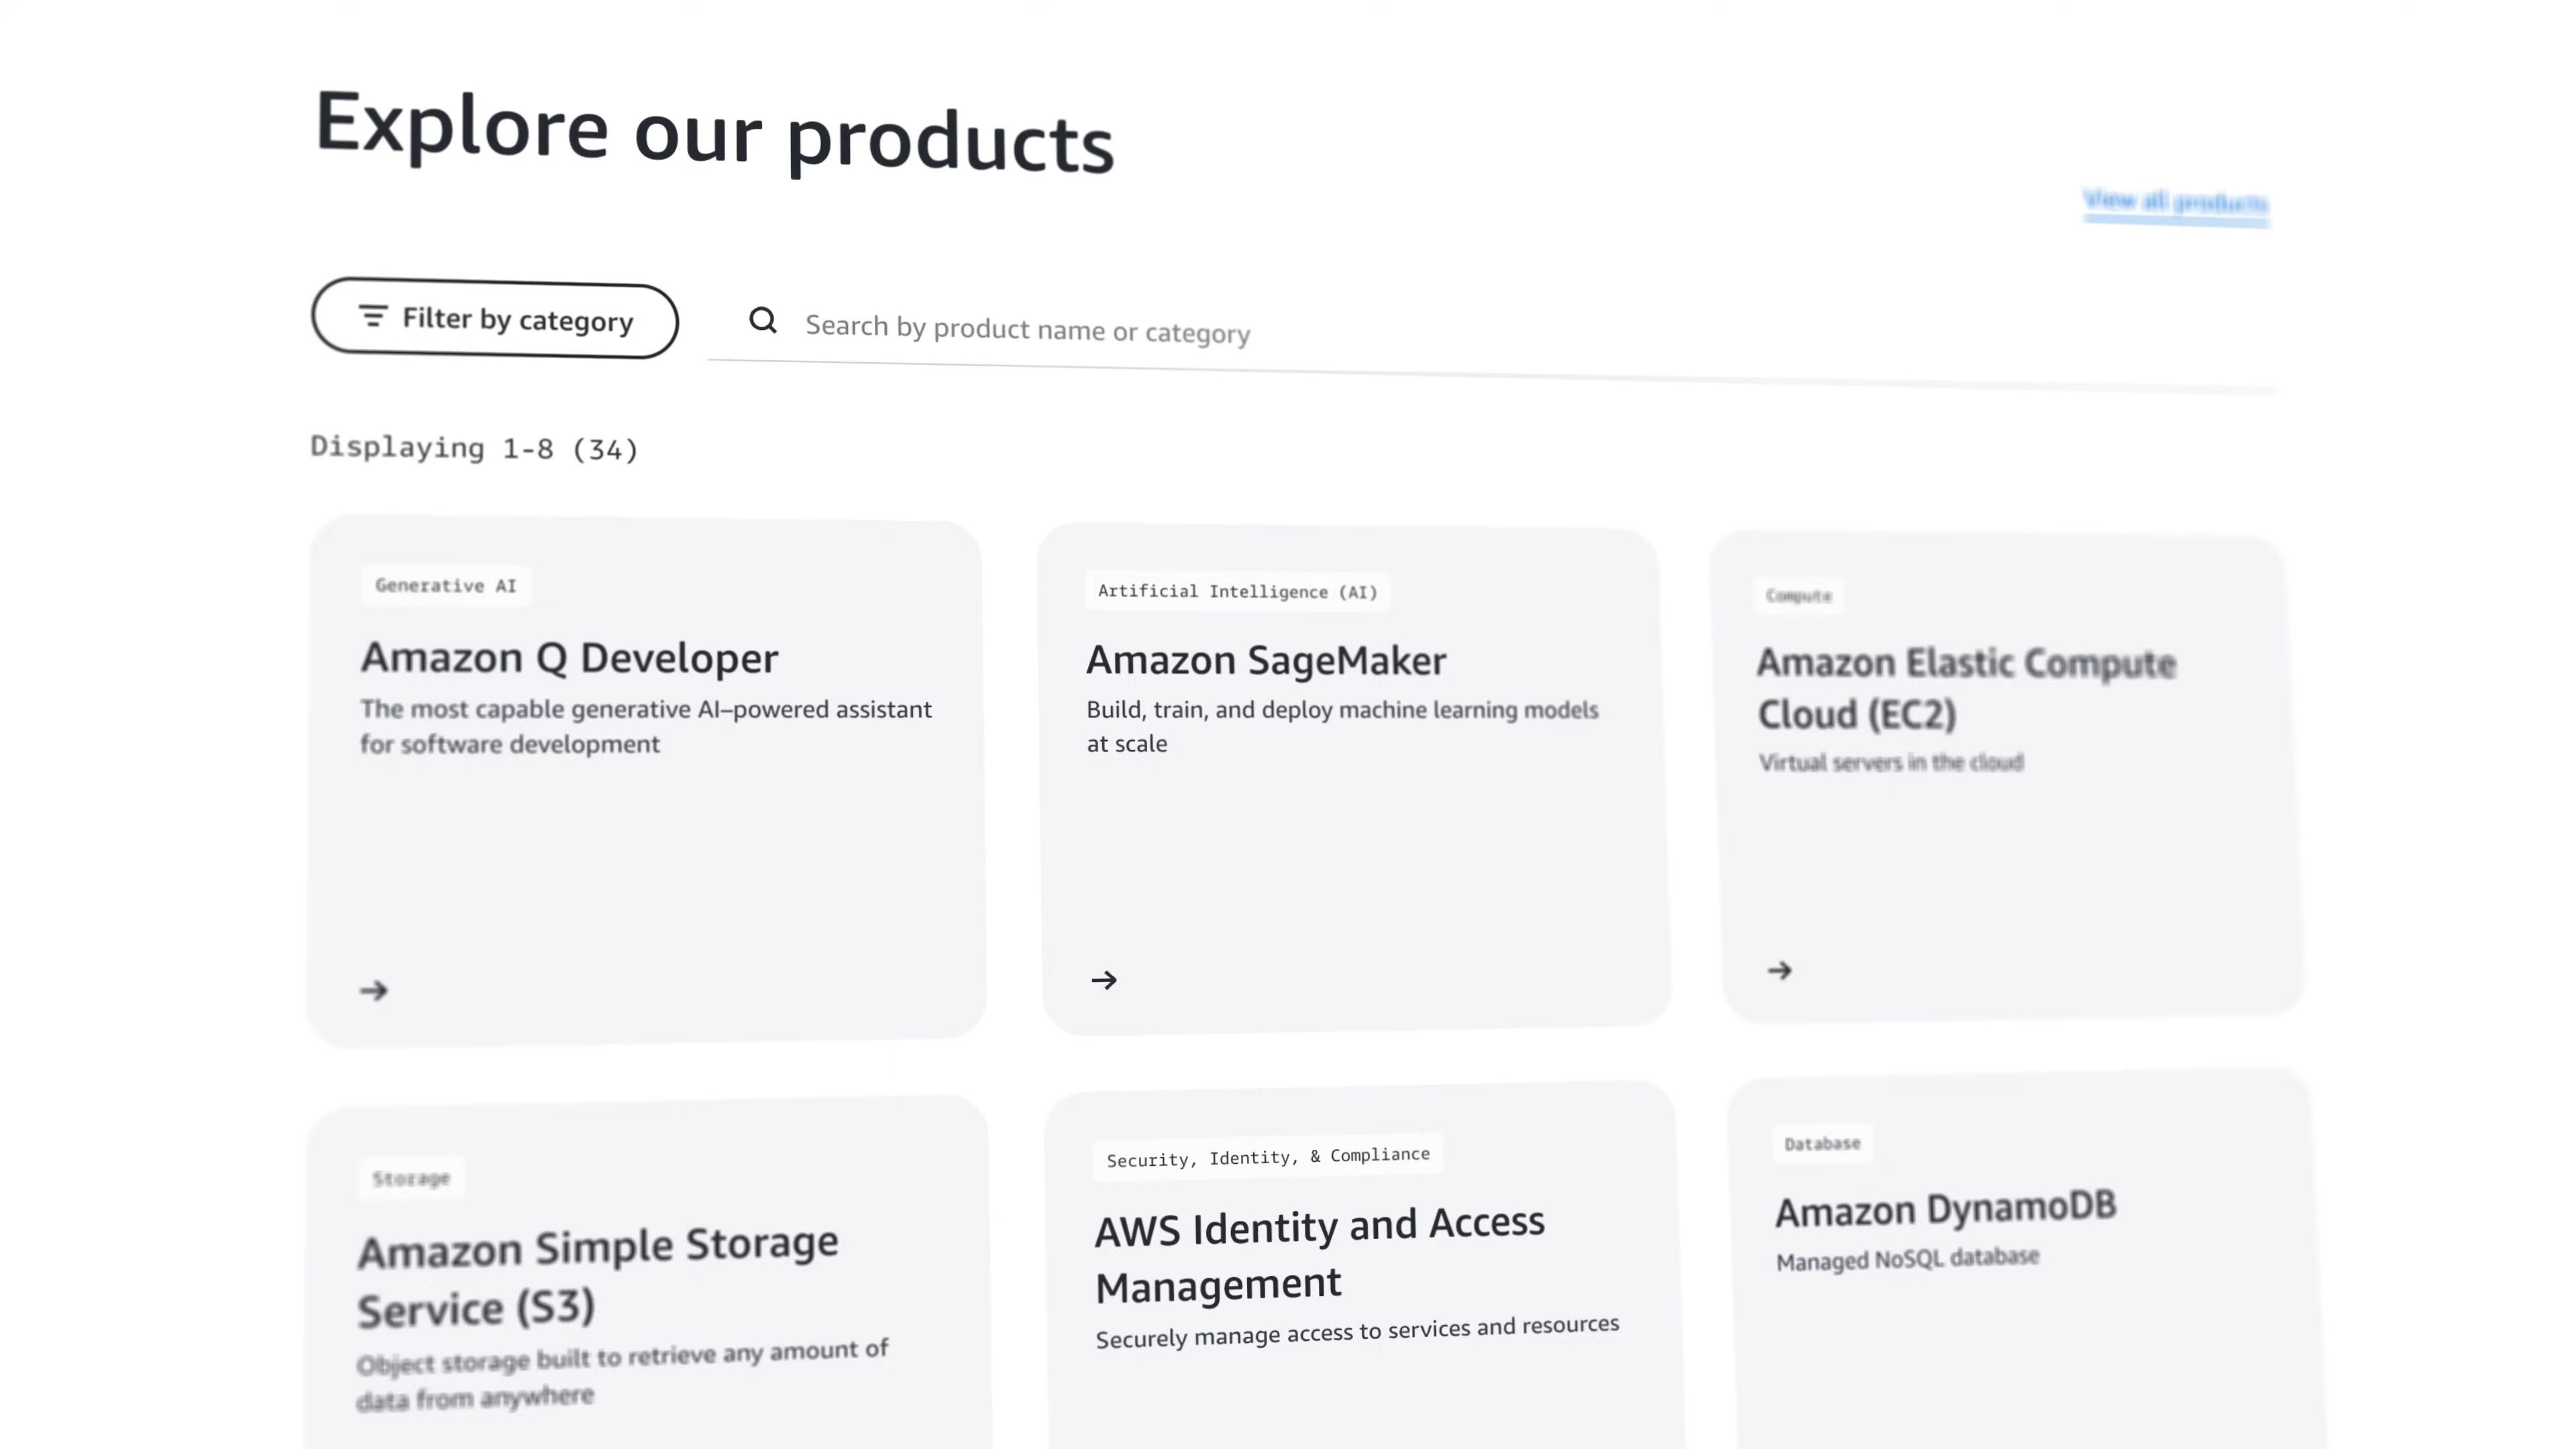 Explore our products
View all products
Filter by category
Search by product name or category
Displaying 1-8 (34)
Generative AI
Amazon Q Developer
The most capable generative AI–powered assistant
for software development
Artificial Intelligence (AI)
Amazon SageMaker
Build, train, and deploy machine learning models
at scale
Compute
Amazon Elastic Compute
Cloud (EC2)
Virtual servers in the cloud
Storage
Amazon Simple Storage
Service (S3)
Object storage built to retrieve any amount of
data from anywhere
Security, Identity, & Compliance
AWS Identity and Access
Management
Securely manage access to services and resources
Database
Amazon DynamoDB
Managed NoSQL database